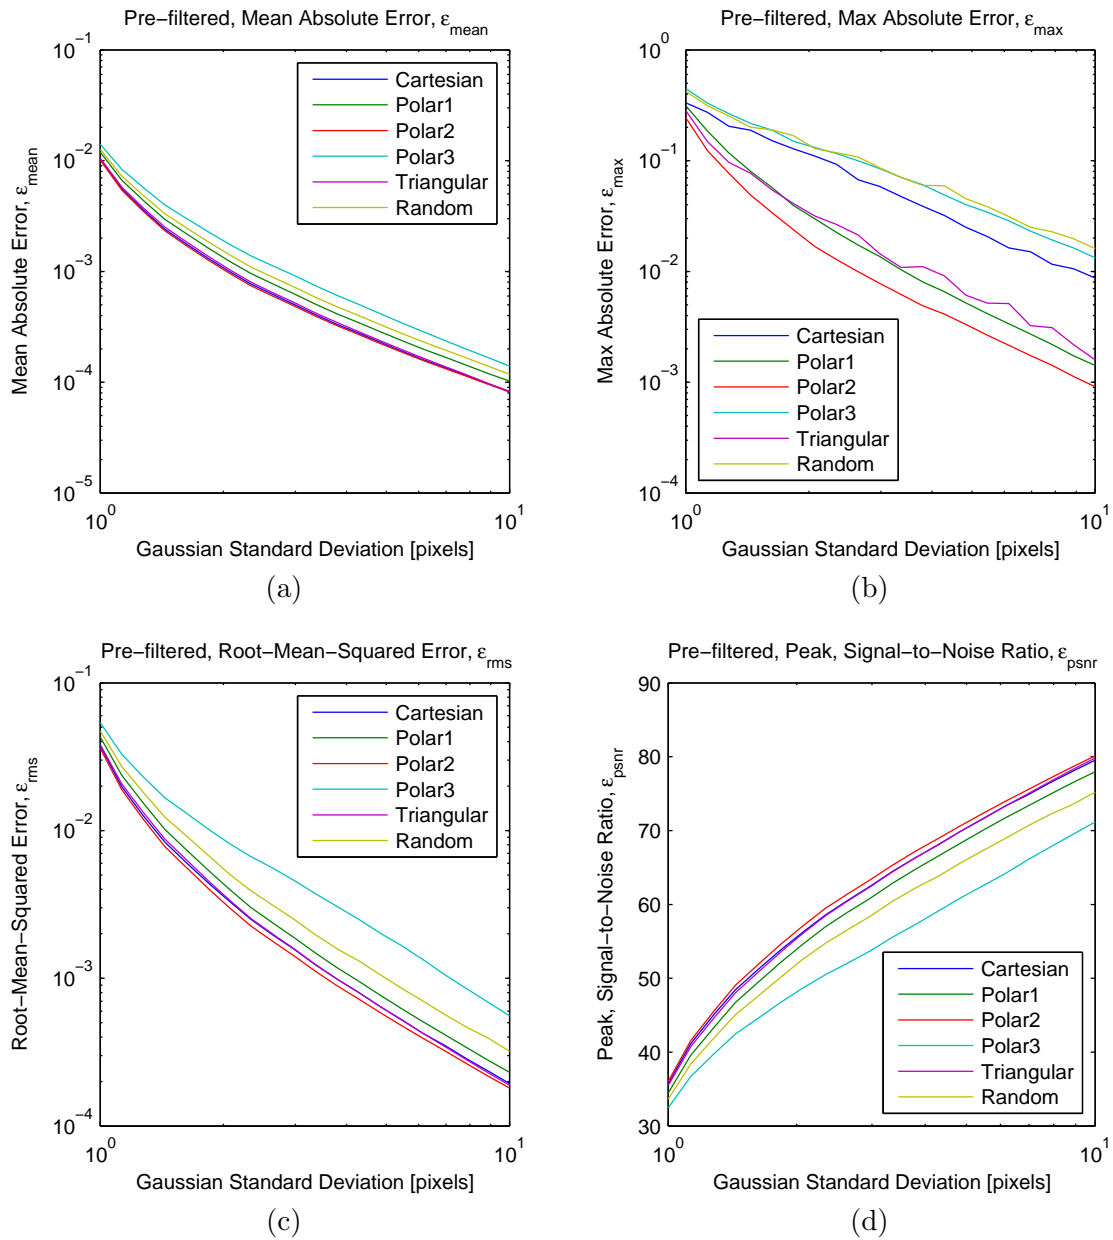 Pre−filtered, Mean Absolute Error, ε_mean
10^−1
10^−2
10^−3
10^−4
10^−5
Mean Absolute Error, ε_mean
Cartesian
Polar1
Polar2
Polar3
Triangular
Random
10^0
10^1
Gaussian Standard Deviation [pixels]
(a)
Pre−filtered, Max Absolute Error, ε_max
10^0
10^−1
10^−2
10^−3
10^−4
Max Absolute Error, ε_max
Cartesian
Polar1
Polar2
Polar3
Triangular
Random
10^0
10^1
Gaussian Standard Deviation [pixels]
(b)
Pre−filtered, Root−Mean−Squared Error, ε_rms
10^−1
10^−2
10^−3
10^−4
Root−Mean−Squared Error, ε_rms
Cartesian
Polar1
Polar2
Polar3
Triangular
Random
10^0
10^1
Gaussian Standard Deviation [pixels]
(c)
Pre−filtered, Peak, Signal−to−Noise Ratio, ε_psnr
90
80
70
60
50
40
30
Peak, Signal−to−Noise Ratio, ε_psnr
Cartesian
Polar1
Polar2
Polar3
Triangular
Random
10^0
10^1
Gaussian Standard Deviation [pixels]
(d)